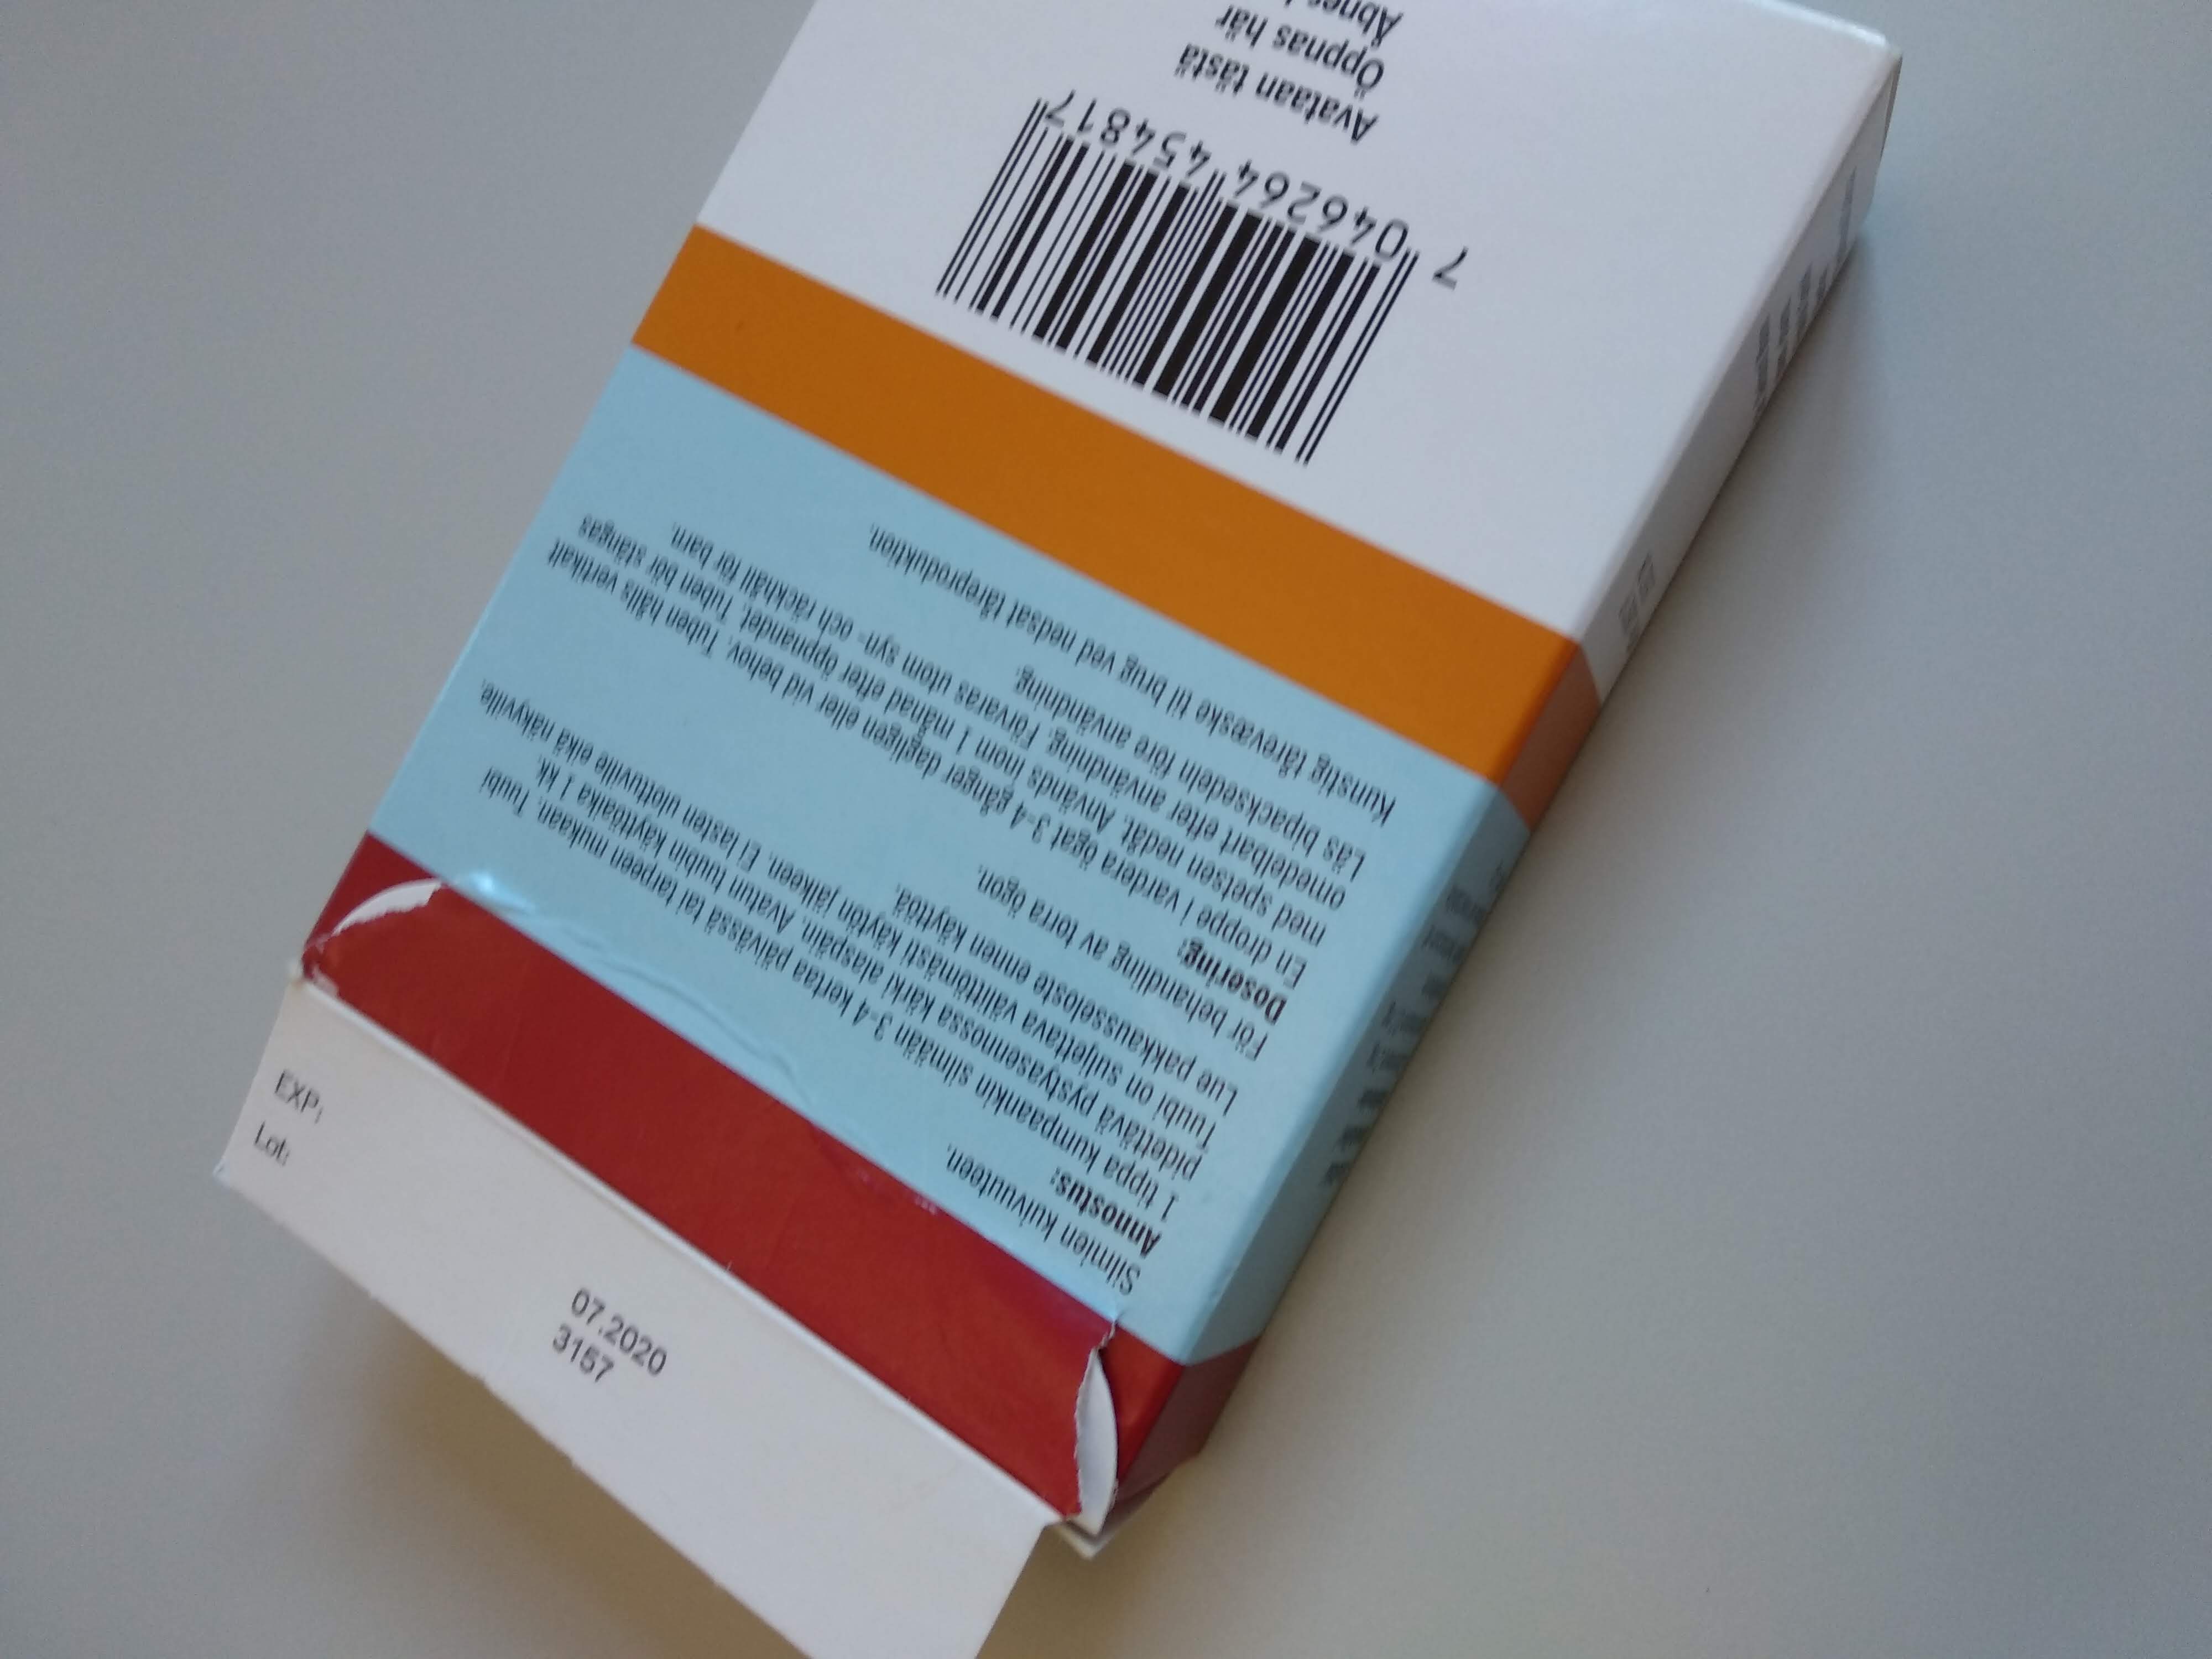 EXP:
Lot:
07.2020
3157
Silmien kuivuuteen.
Annostus:
1 tippa kumpaankin silmään 3-4 kertaa päivässä tai tarpeen mukaan. Tuubi
pidettävä pystyasennossa kärki alaspäin. Avatun tuubin käyttöaika 1 kk.
Tuubi on suljettava välittömästi käytön jälkeen. Ei lasten ulottuville eikä näkyville.
Lue pakkausseloste ennen käyttöä.
För behandling av torra ögon.
Dosering:
En droppe i vardera ögat 3-4 gånger dagligen eller vid behov. Tuben hålls vertikalt
med spetsen nedåt. Används inom 1 månad efter öppnandet. Tuben bör stängas
omedelbart efter användning. Förvaras utom syn- och räckhåll för barn.
Läs bipacksedeln före användning.
Kunstig tårevæske til brug ved nedsat tåreproduktion.
7 046264 454817
Avataan tästä
Öppnas här
Åbnes